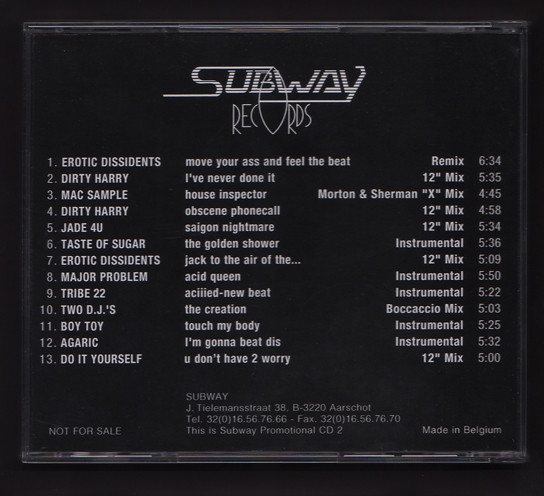 SUBWAY
RECORDS
1. EROTIC DISSIDENTS move your ass and feel the beat Remix 6:34
2. DIRTY HARRY I've never done it 12" Mix 5:35
3. MAC SAMPLE house inspector Morton & Sherman "X" Mix 4:45
4. DIRTY HARRY obscene phonecall 12" Mix 4:58
5. JADE 4U saigon nightmare 12" Mix 5:34
6. TASTE OF SUGAR the golden shower Instrumental 5:36
7. EROTIC DISSIDENTS jack to the air of the... 12" Mix 5:09
8. MAJOR PROBLEM acid queen Instrumental 5:50
9. TRIBE 22 aciiied-new beat Instrumental 5:22
10. TWO D.J.'S the creation Boccaccio Mix 5:03
11. BOY TOY touch my body Instrumental 5:25
12. AGARIC I'm gonna beat dis Instrumental 5:32
13. DO IT YOURSELF u don't have 2 worry 12" Mix 5:00
SUBWAY
J. Tielemansstraat 38. B-3220 Aarschot
Tel. 32(0)16.56.76.66 - Fax. 32(0)16.56.76.70
NOT FOR SALE This is Subway Promotional CD 2 Made in Belgium